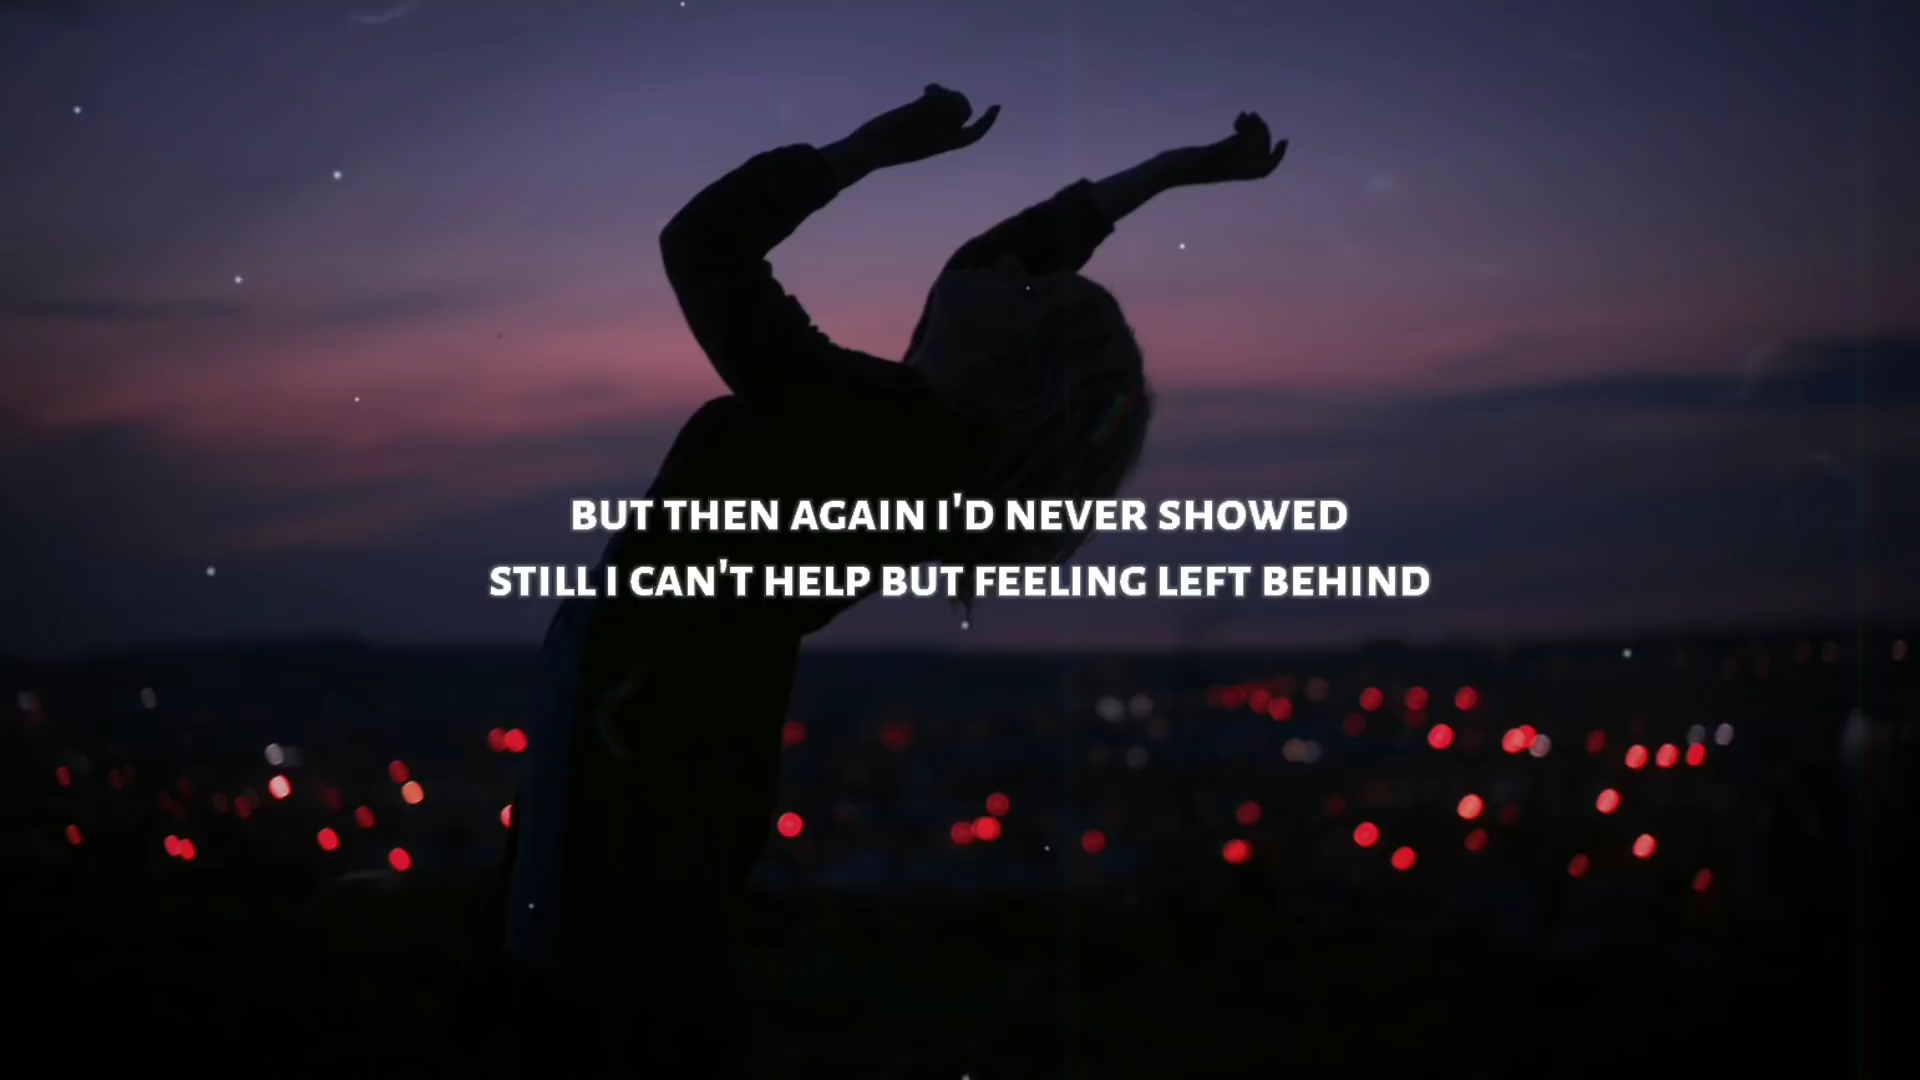 BUT THEN AGAIN I'D NEVER SHOWED
STILL I CAN'T HELP BUT FEELING LEFT BEHIND